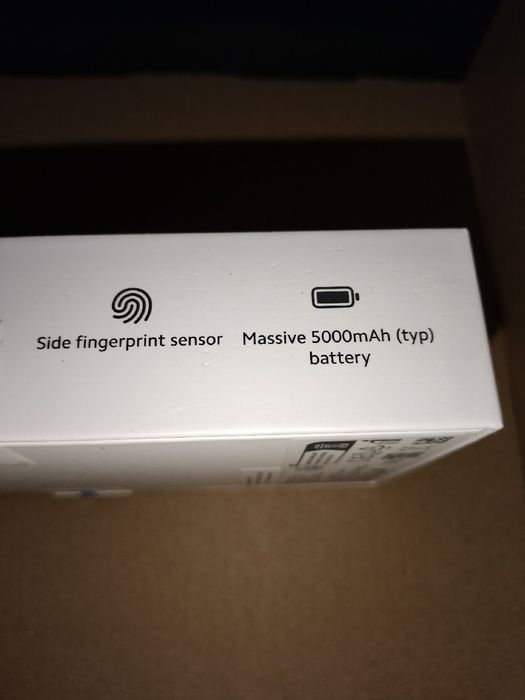 Side fingerprint sensor
Massive 5000mAh (typ)
battery